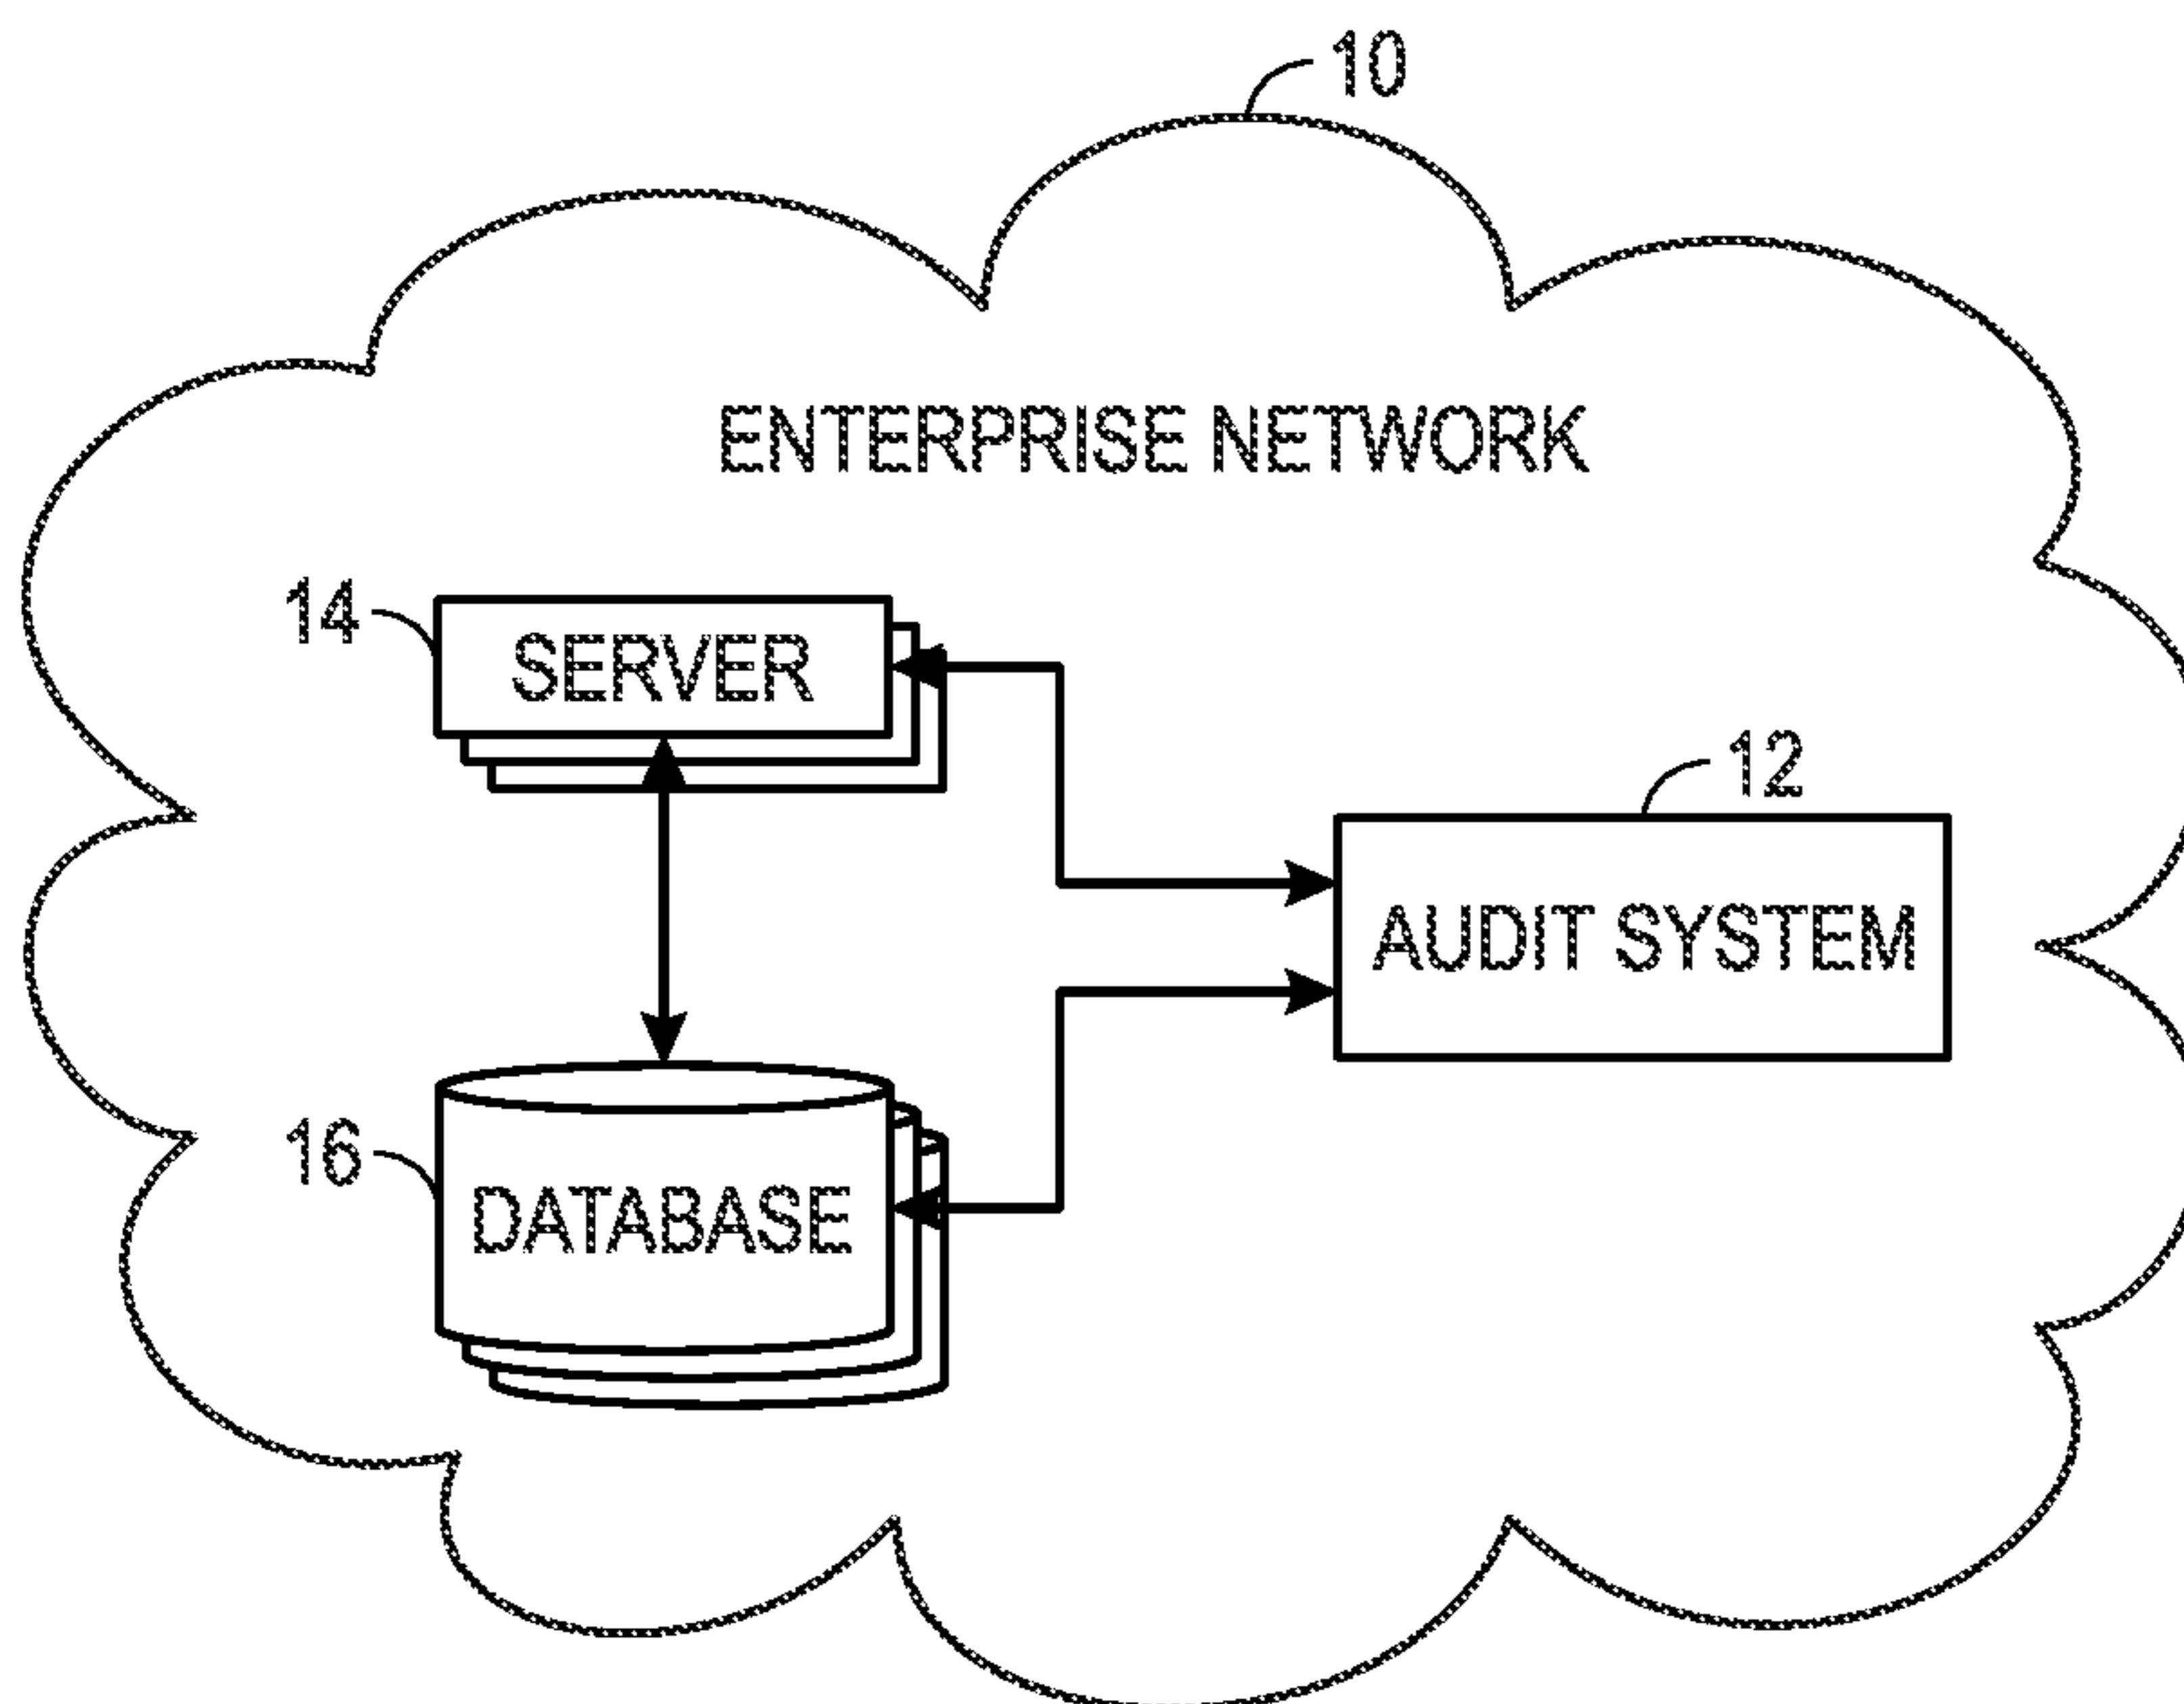 10
ENTERPRISE NETWORK
14
SERVER
12
AUDIT SYSTEM
16
DATABASE